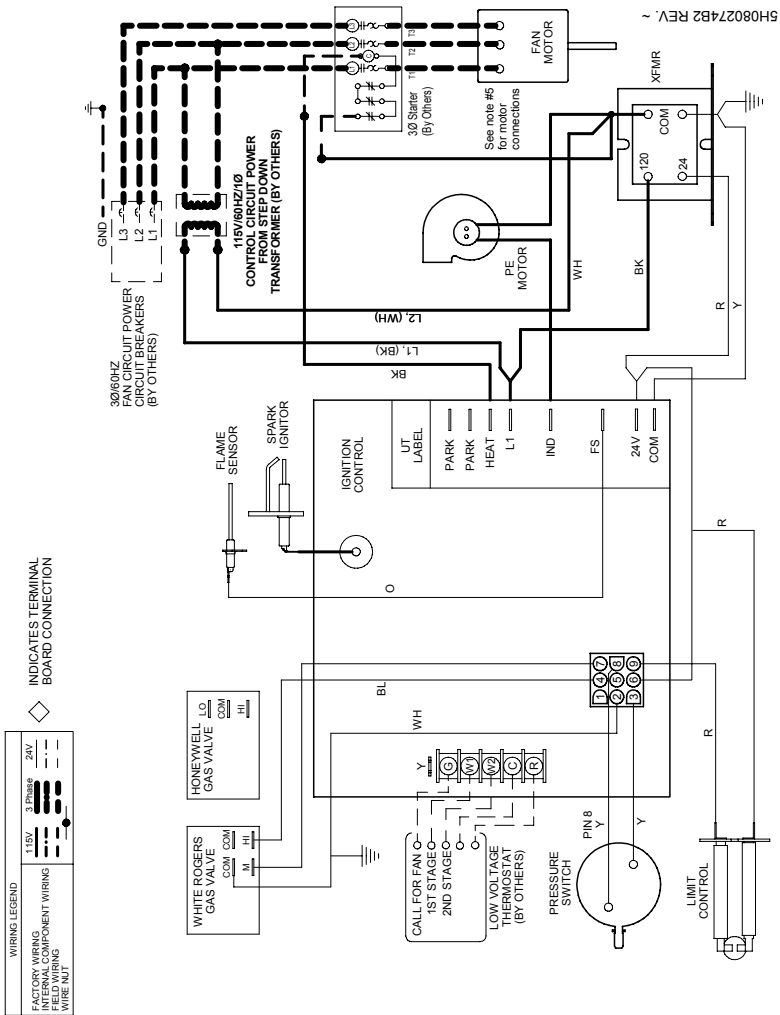 5H080274B2 REV. ~
WIRING LEGEND
115V
3 Phase
24V
FACTORY WIRING
INTERNAL COMPONENT WIRING
FIELD WIRING
WIRE NUT
INDICATES TERMINAL
BOARD CONNECTION
GND
L3
L2
L1
3Ø/60HZ
FAN CIRCUIT POWER
CIRCUIT BREAKERS
(BY OTHERS)
115V/60HZ/1Ø
CONTROL CIRCUIT POWER
FROM STEP DOWN
TRANSFORMER (BY OTHERS)
L3
L2
C
L1
T3
T2
T1
3Ø Starter
(By Others)
FAN
MOTOR
See note #5
for motor
connections
XFMR
COM
120
24
PE
MOTOR
WH
BK
R
Y
L2, (WH)
L1, (BK)
BK
FLAME
SENSOR
SPARK
IGNITOR
IGNITION
CONTROL
UT
LABEL
PARK
PARK
HEAT
L1
IND
FS
24V
COM
O
R
HONEYWELL
GAS VALVE
LO
COM
HI
WHITE ROGERS
GAS VALVE
COM
COM
M
HI
BL
WH
Y
G
W1
W2
C
R
1
4
7
2
5
8
3
6
9
CALL FOR FAN
1ST STAGE
2ND STAGE
LOW VOLTAGE
THERMOSTAT
(BY OTHERS)
PIN 8
Y
Y
PRESSURE
SWITCH
R
LIMIT
CONTROL